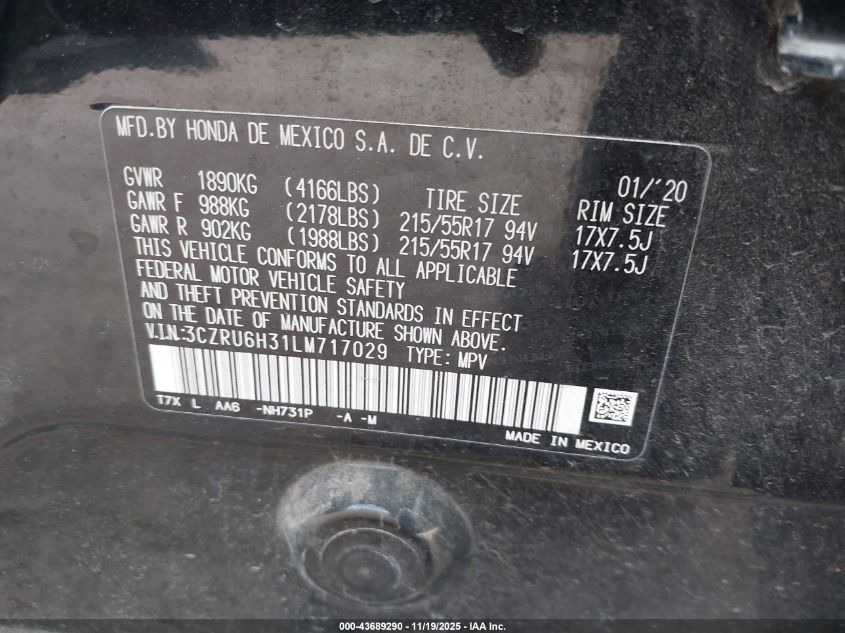 MFD.BY HONDA DE MEXICO S.A. DE C.V.
01/'20
GVWR 1890KG (4166LBS) TIRE SIZE RIM SIZE
GAWR F 988KG (2178LBS) 215/55R17 94V 17X7.5J
GAWR R 902KG (1988LBS) 215/55R17 94V 17X7.5J
THIS VEHICLE CONFORMS TO ALL APPLICABLE
FEDERAL MOTOR VEHICLE SAFETY
AND THEFT PREVENTION STANDARDS IN EFFECT
ON THE DATE OF MANUFACTURE SHOWN ABOVE.
V.I.N:3CZRU6H31LM717029 TYPE: MPV
T7X L AA6 -NH731P -A -M
MADE IN MEXICO
000-43689290 - 11/19/2025 - IAA Inc.